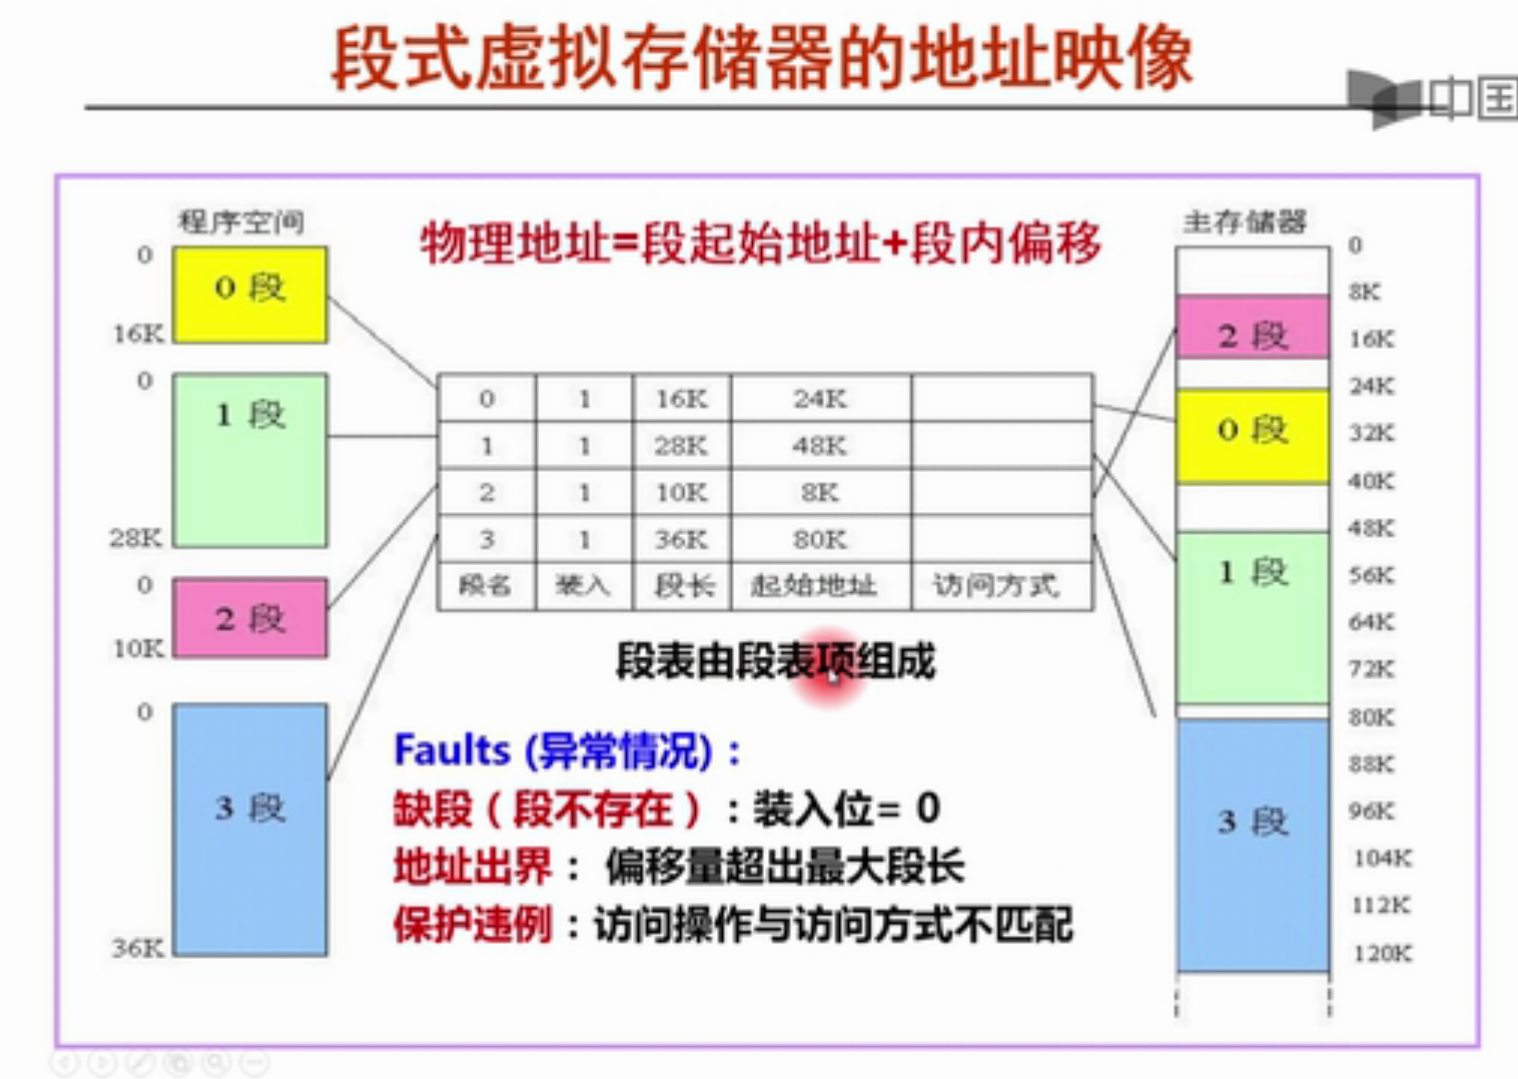 段式虚拟存储器的地址映像
中国
程序空间
物理地址=段起始地址+段内偏移
主存储器
0
0 段
16K
0
1 段
28K
0
2 段
10K
0
3 段
36K
0 1 16K 24K
1 1 28K 48K
2 1 10K 8K
3 1 36K 80K
段名 装入 段长 起始地址 访问方式
段表由段表项组成
Faults (异常情况)：
缺段（段不存在）：装入位= 0
地址出界： 偏移量超出最大段长
保护违例：访问操作与访问方式不匹配
0
8K
2 段
16K
24K
0 段
32K
40K
48K
1 段
56K
64K
72K
80K
88K
96K
3 段
104K
112K
120K